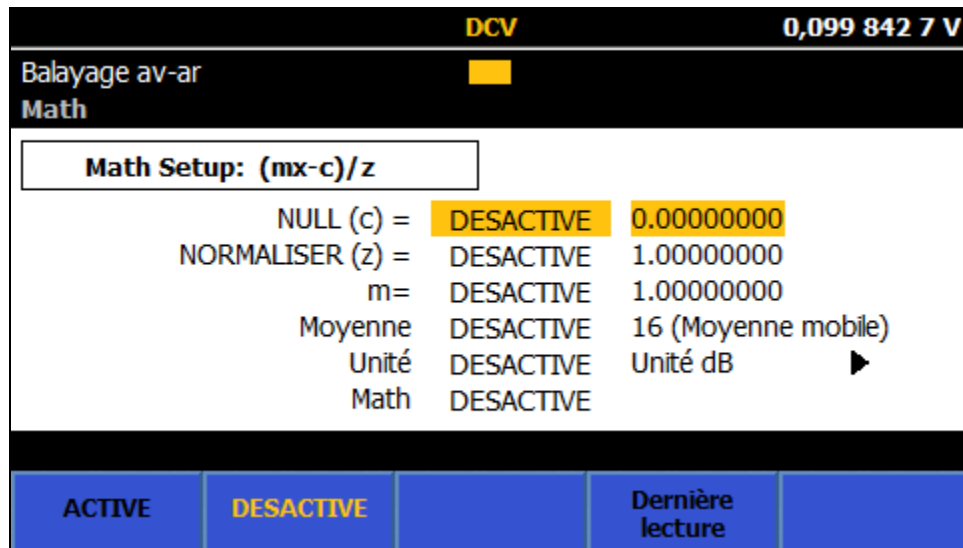 DCV 0,099 842 7 V
Balayage av-ar
Math
Math Setup: (mx-c)/z
NULL (c) = DESACTIVE 0.00000000
NORMALISER (z) = DESACTIVE 1.00000000
m= DESACTIVE 1.00000000
Moyenne DESACTIVE 16 (Moyenne mobile)
Unité DESACTIVE Unité dB
Math DESACTIVE
ACTIVE DESACTIVE Dernière
lecture